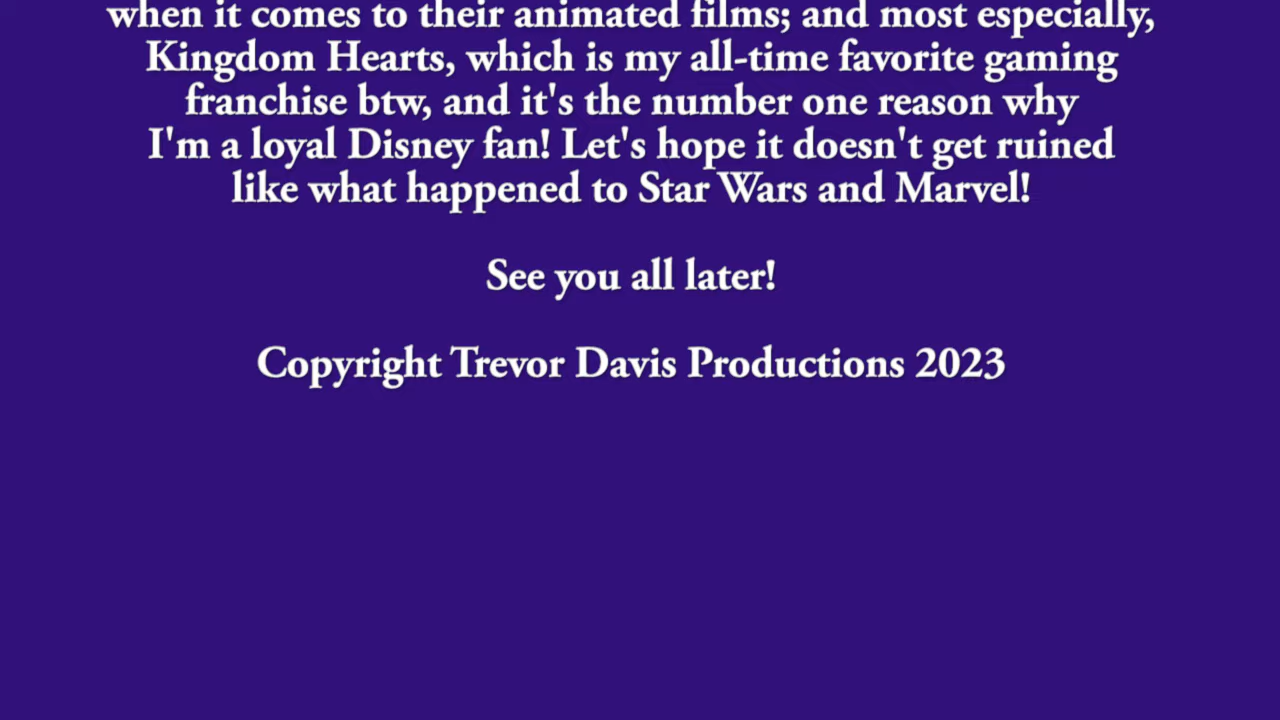 when it comes to their animated films; and most especially,
Kingdom Hearts, which is my all-time favorite gaming
franchise btw, and it's the number one reason why
I'm a loyal Disney fan! Let's hope it doesn't get ruined
like what happened to Star Wars and Marvel!
See you all later!
Copyright Trevor Davis Productions 2023